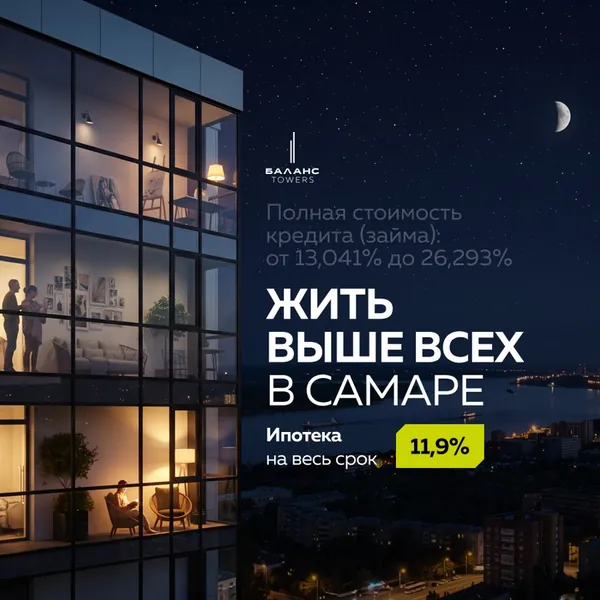 БАЛАНС
TOWERS
Полная стоимость
кредита (займа):
от 13,041% до 26,293%
ЖИТЬ
ВЫШЕ ВСЕХ
В САМАРЕ
Ипотека
на весь срок
11,9%